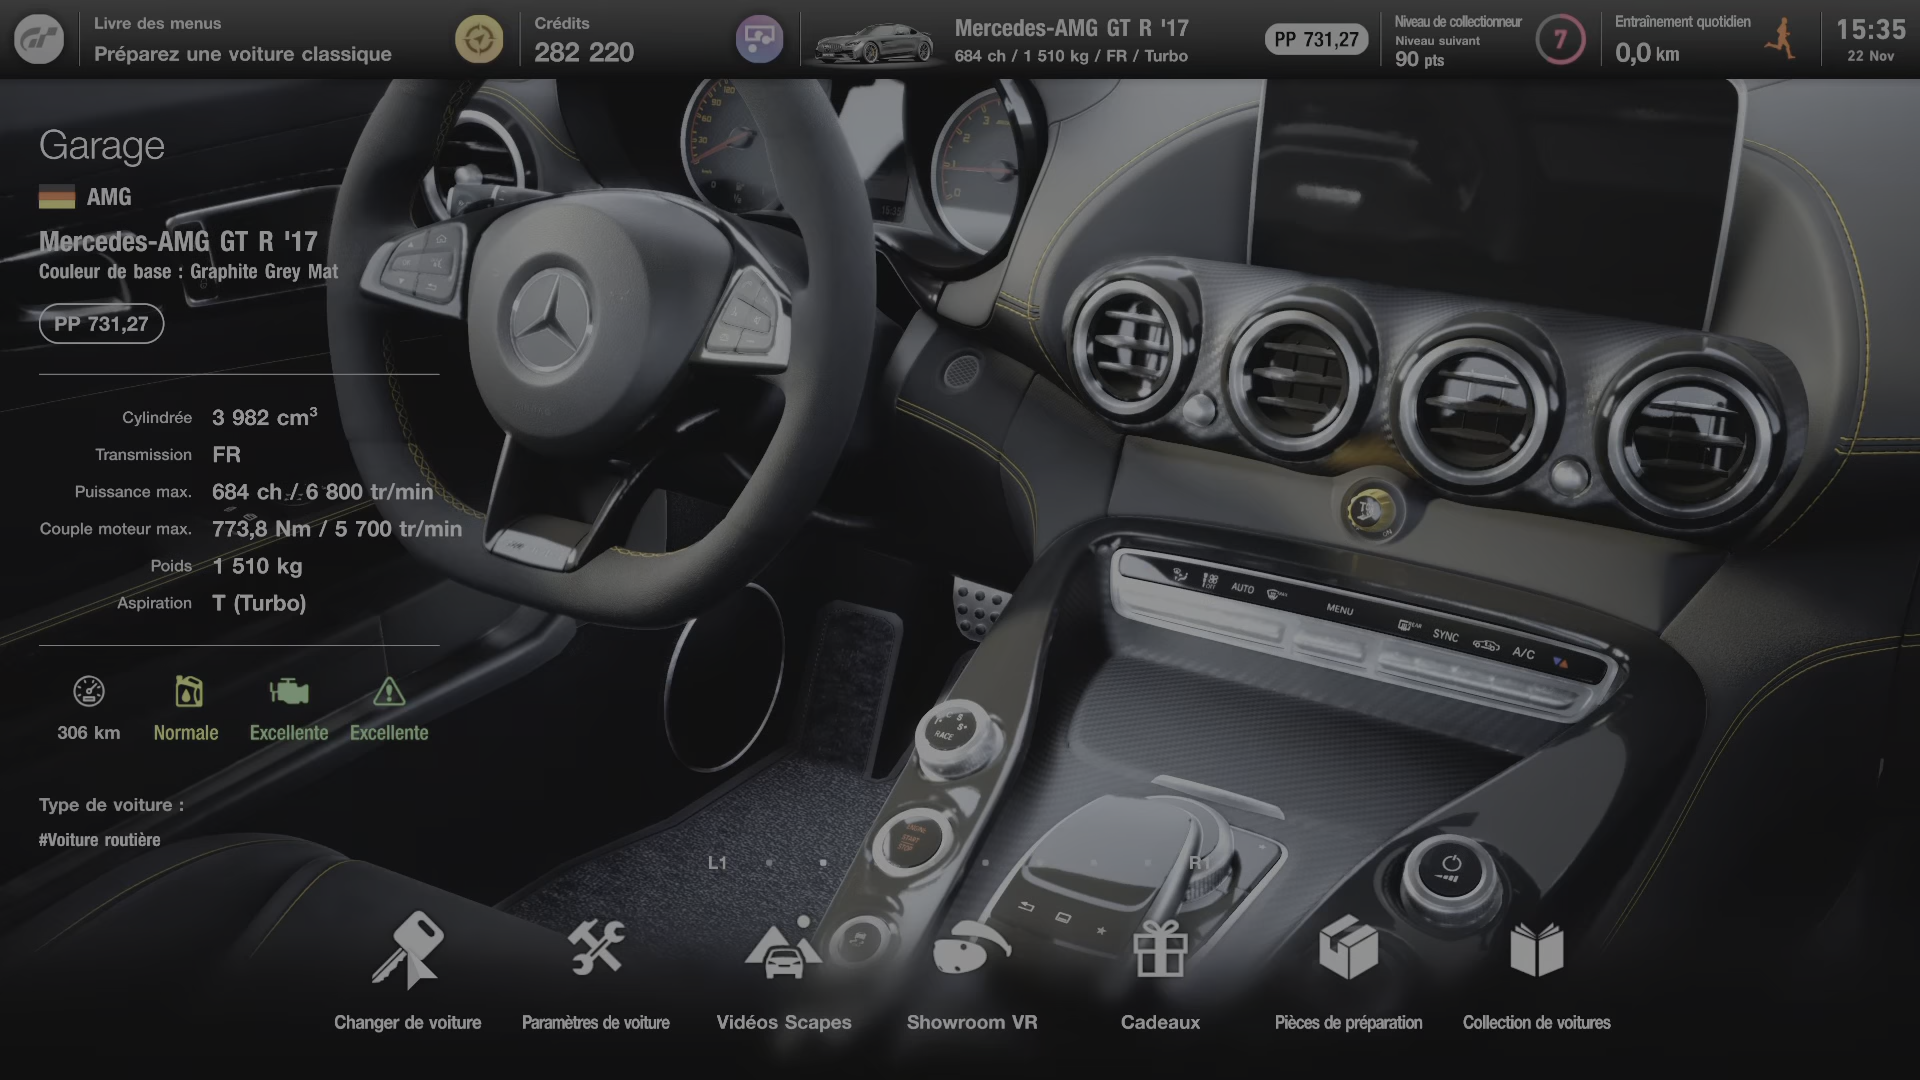 Livre des menus
Préparez une voiture classique
Crédits
282 220
Mercedes-AMG GT R '17
684 ch / 1 510 kg / FR / Turbo
PP 731,27
Niveau de collectionneur
Niveau suivant
90 pts
7
Entraînement quotidien
0,0 km
15:35
22 Nov
Garage
AMG
Mercedes-AMG GT R '17
Couleur de base : Graphite Grey Mat
PP 731,27
Cylindrée 3 982 cm³
Transmission FR
Puissance max. 684 ch / 6 800 tr/min
Couple moteur max. 773,8 Nm / 5 700 tr/min
Poids 1 510 kg
Aspiration T (Turbo)
306 km Normale Excellente Excellente
Type de voiture :
#Voiture routière
AUTO MENU SYNC A/C
RACE
START
STOP
L1 R1
Changer de voiture Paramètres de voiture Vidéos Scapes Showroom VR Cadeaux Pièces de préparation Collection de voitures